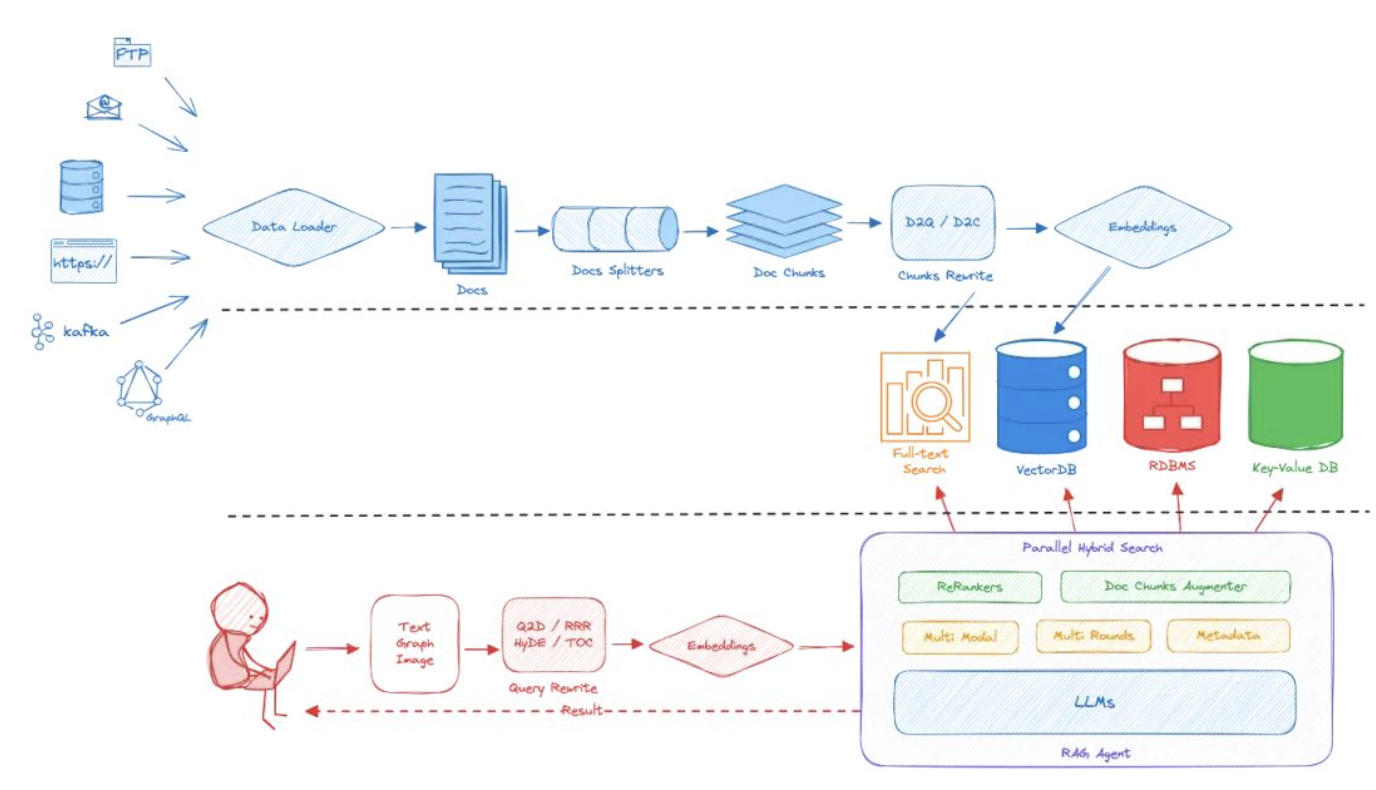 FTP
@
https://
kafka
GraphQL
Data Loader
Docs
Docs Splitters
Doc Chunks
D2Q / D2C
Chunks Rewrite
Embeddings
Full-text
Search
VectorDB
RDBMS
Key-Value DB
Text
Graph
Image
Q2D / RRR
HyDE / TOC
Query Rewrite
Embeddings
Result
Parallel Hybrid Search
ReRankers
Doc Chunks Augmenter
Multi Modal
Multi Rounds
Metadata
LLMs
RAG Agent